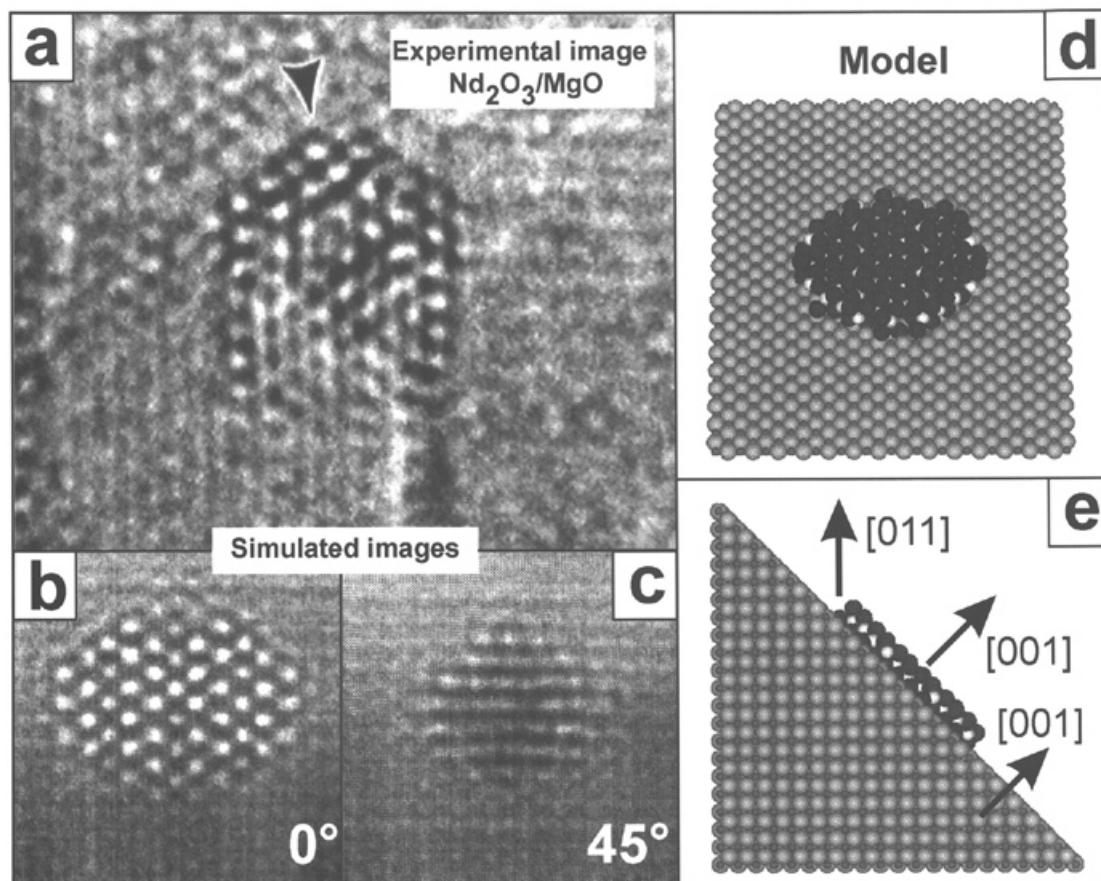 a
Experimental image
Nd₂O₃/MgO
Simulated images
b
0°
c
45°
d
Model
e
[011]
[001]
[001]